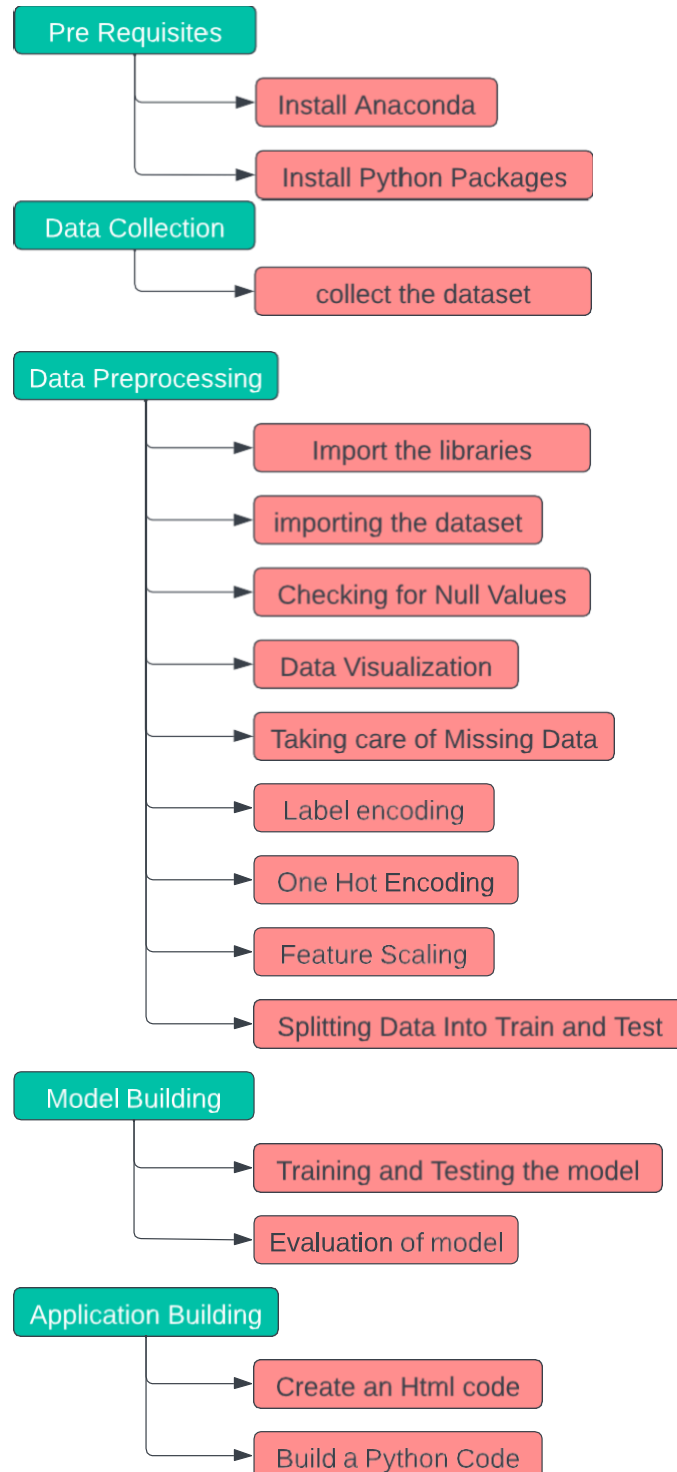 Pre Requisites
Install Anaconda
Install Python Packages
Data Collection
collect the dataset
Data Preprocessing
Import the libraries
importing the dataset
Checking for Null Values
Data Visualization
Taking care of Missing Data
Label encoding
One Hot Encoding
Feature Scaling
Splitting Data Into Train and Test
Model Building
Training and Testing the model
Evaluation of model
Application Building
Create an Html code
Build a Python Code